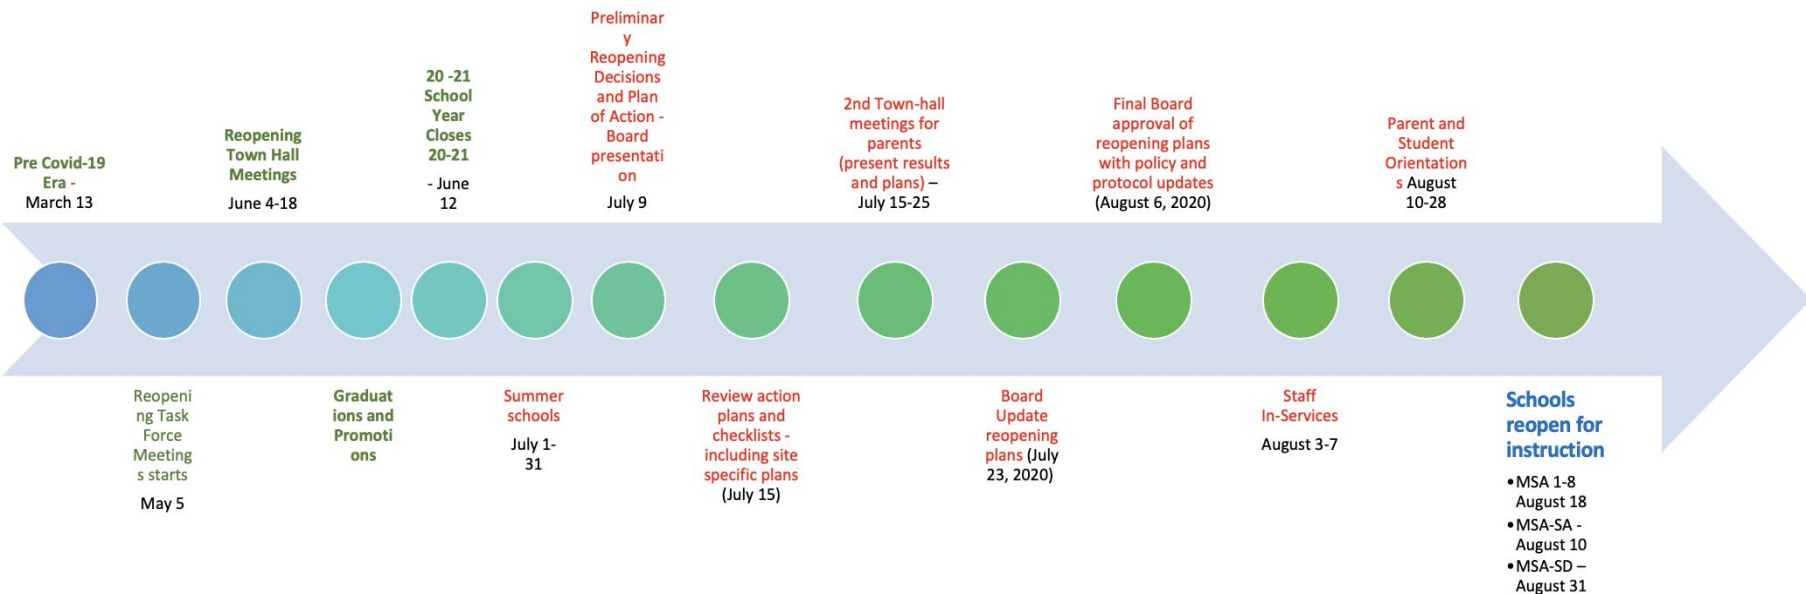 Pre Covid-19
Era -
March 13
Reopeni
ng Task
Force
Meeting
s starts
May 5
Reopening
Town Hall
Meetings
June 4-18
Graduat
ions and
Promoti
ons
20 -21
School
Year
Closes
20-21
- June
12
Summer
schools
July 1-
31
Preliminar
y
Reopening
Decisions
and Plan
of Action -
Board
presentati
on
July 9
Review action
plans and
checklists -
including site
specific plans
(July 15)
2nd Town-hall
meetings for
parents
(present results
and plans) –
July 15-25
Board
Update
reopening
plans (July
23, 2020)
Final Board
approval of
reopening plans
with policy and
protocol updates
(August 6, 2020)
Staff
In-Services
August 3-7
Parent and
Student
Orientation
s August
10-28
Schools
reopen for
instruction
•MSA 1-8
August 18
•MSA-SA -
August 10
•MSA-SD –
August 31